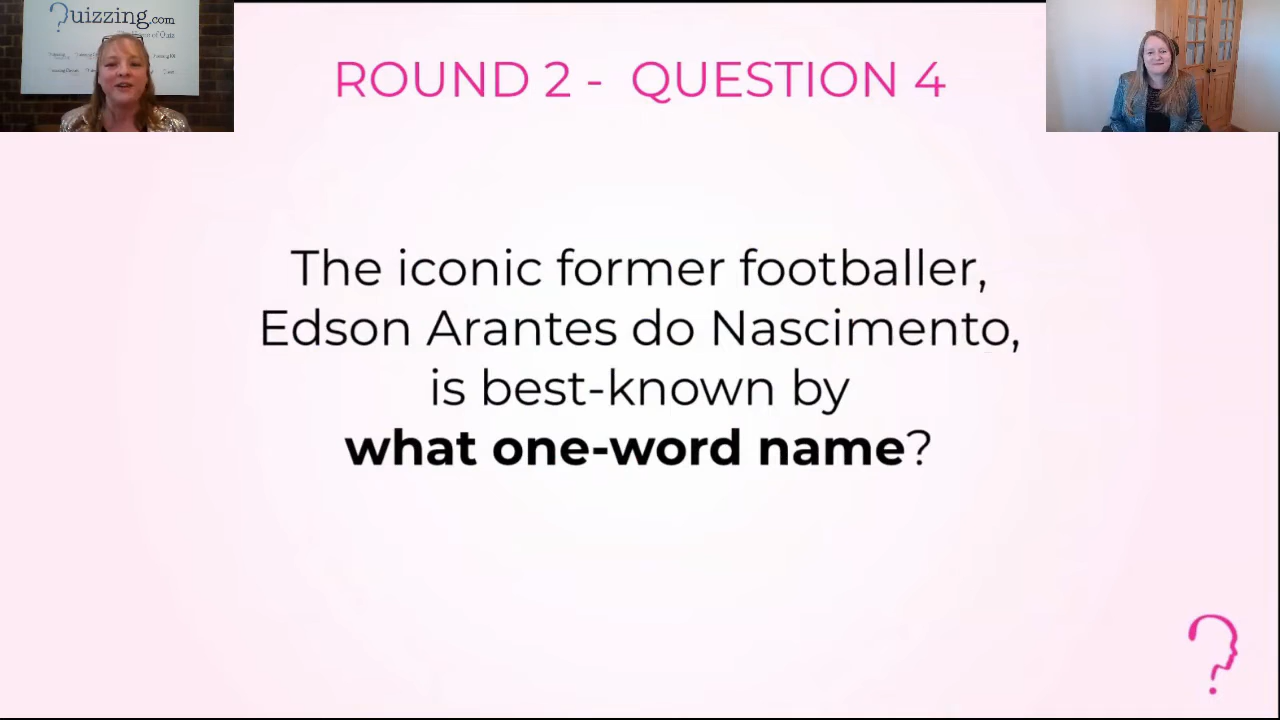 Quizzing.com
ROUND 2 - QUESTION 4
The iconic former footballer,
Edson Arantes do Nascimento,
is best-known by
what one-word name?